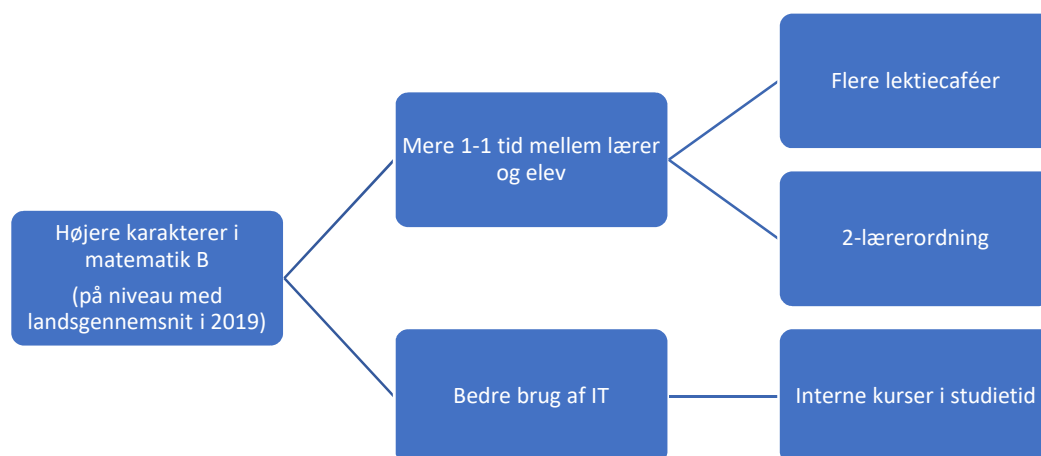 Højere karakterer i
matematik B
(på niveau med
landsgennemsnit i 2019)
Mere 1-1 tid mellem lærer
og elev
Flere lektiecaféer
2-lærerordning
Bedre brug af IT
Interne kurser i studietid